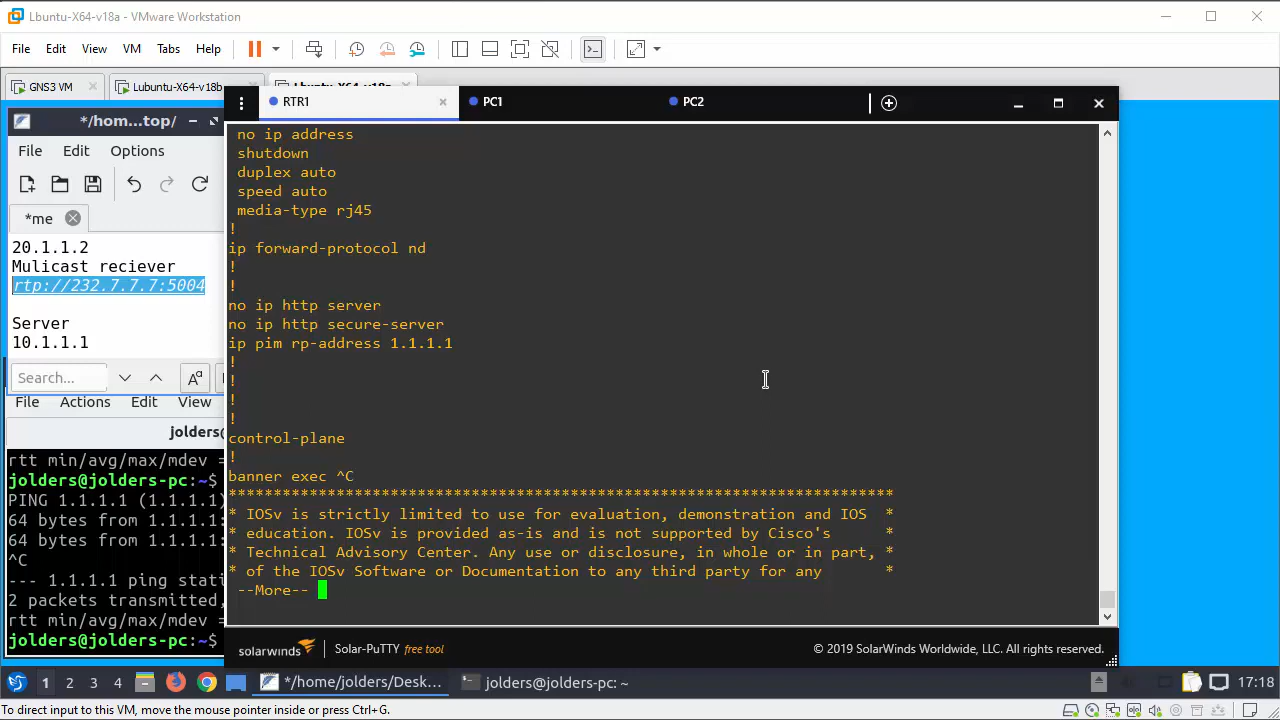 Lbuntu-X64-v18a - VMware Workstation
File Edit View VM Tabs Help
GNS3 VM
Lubuntu-X64-v18b
Lbuntu-X64-v18a
RTR1
PC1
PC2
*/hom...top/
File Edit Options
*me
20.1.1.2
Mulicast reciever
rtp://232.7.7.7:5004
Server
10.1.1.1
Search...
File Actions Edit View
jolders@
rtt min/avg/max/mdev =
jolders@jolders-pc:~$
PING 1.1.1.1 (1.1.1.1)
64 bytes from 1.1.1.1:
64 bytes from 1.1.1.1:
^C
--- 1.1.1.1 ping stati
2 packets transmitted,
rtt min/avg/max/mdev =
jolders@jolders-pc:~$
no ip address
shutdown
duplex auto
speed auto
media-type rj45
!
ip forward-protocol nd
!
!
no ip http server
no ip http secure-server
ip pim rp-address 1.1.1.1
!
!
!
!
control-plane
!
banner exec ^C
**************************************************************************
* IOSv is strictly limited to use for evaluation, demonstration and IOS *
* education. IOSv is provided as-is and is not supported by Cisco's *
* Technical Advisory Center. Any use or disclosure, in whole or in part, *
* of the IOSv Software or Documentation to any third party for any *
--More--
solarwinds
Solar-PuTTY free tool
© 2019 SolarWinds Worldwide, LLC. All rights reserved.
1 2 3 4
*/home/jolders/Desk...
jolders@jolders-pc: ~
17:18
To direct input to this VM, move the mouse pointer inside or press Ctrl+G.